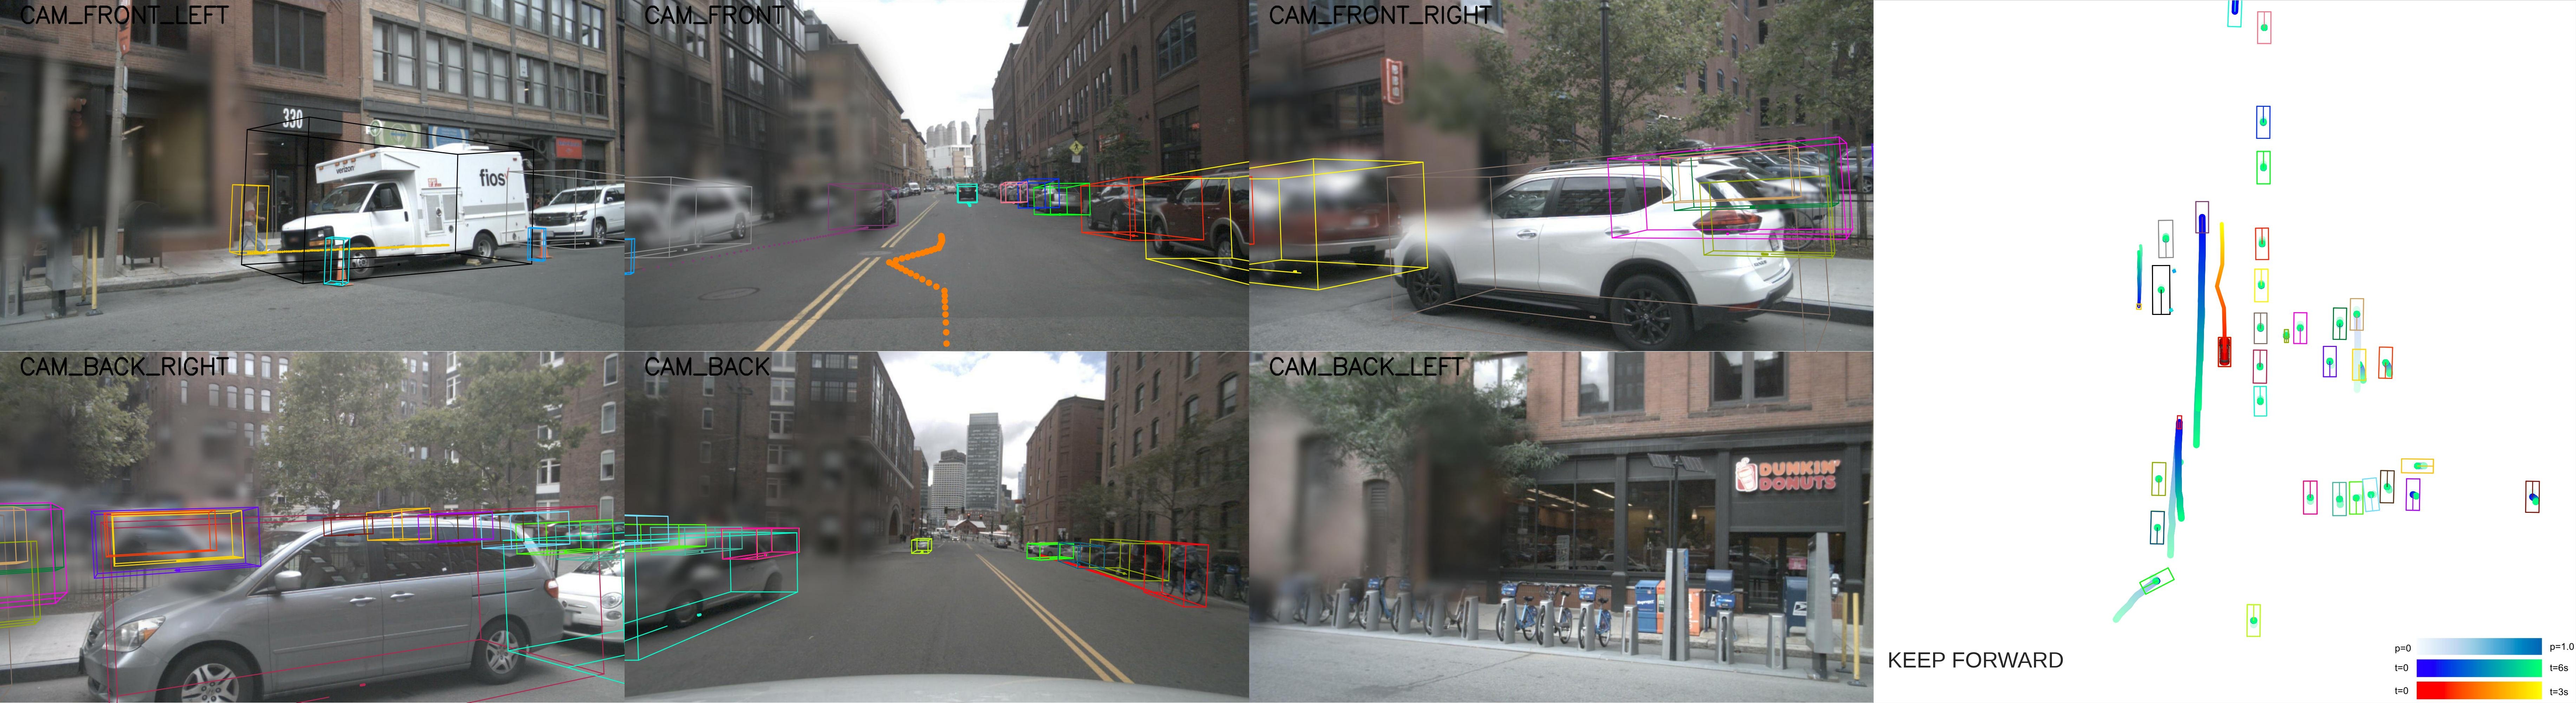 CAM_FRONT_LEFT
CAM_FRONT
CAM_FRONT_RIGHT
330
verizon
fios
CAM_BACK_RIGHT
CAM_BACK
CAM_BACK_LEFT
DUNKIN'
DONUTS
KEEP FORWARD
p=0
p=1.0
t=0
t=6s
t=0
t=3s